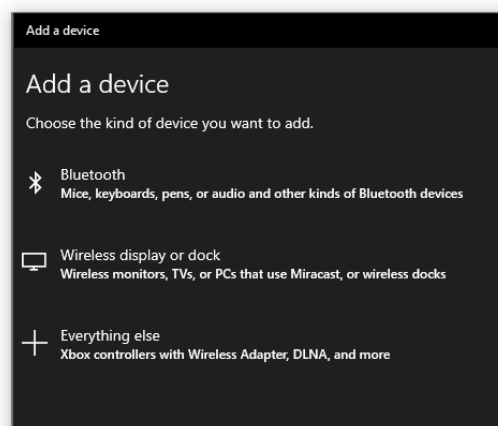 Add a device
Add a device
Choose the kind of device you want to add.
Bluetooth
Mice, keyboards, pens, or audio and other kinds of Bluetooth devices
Wireless display or dock
Wireless monitors, TVs, or PCs that use Miracast, or wireless docks
Everything else
Xbox controllers with Wireless Adapter, DLNA, and more